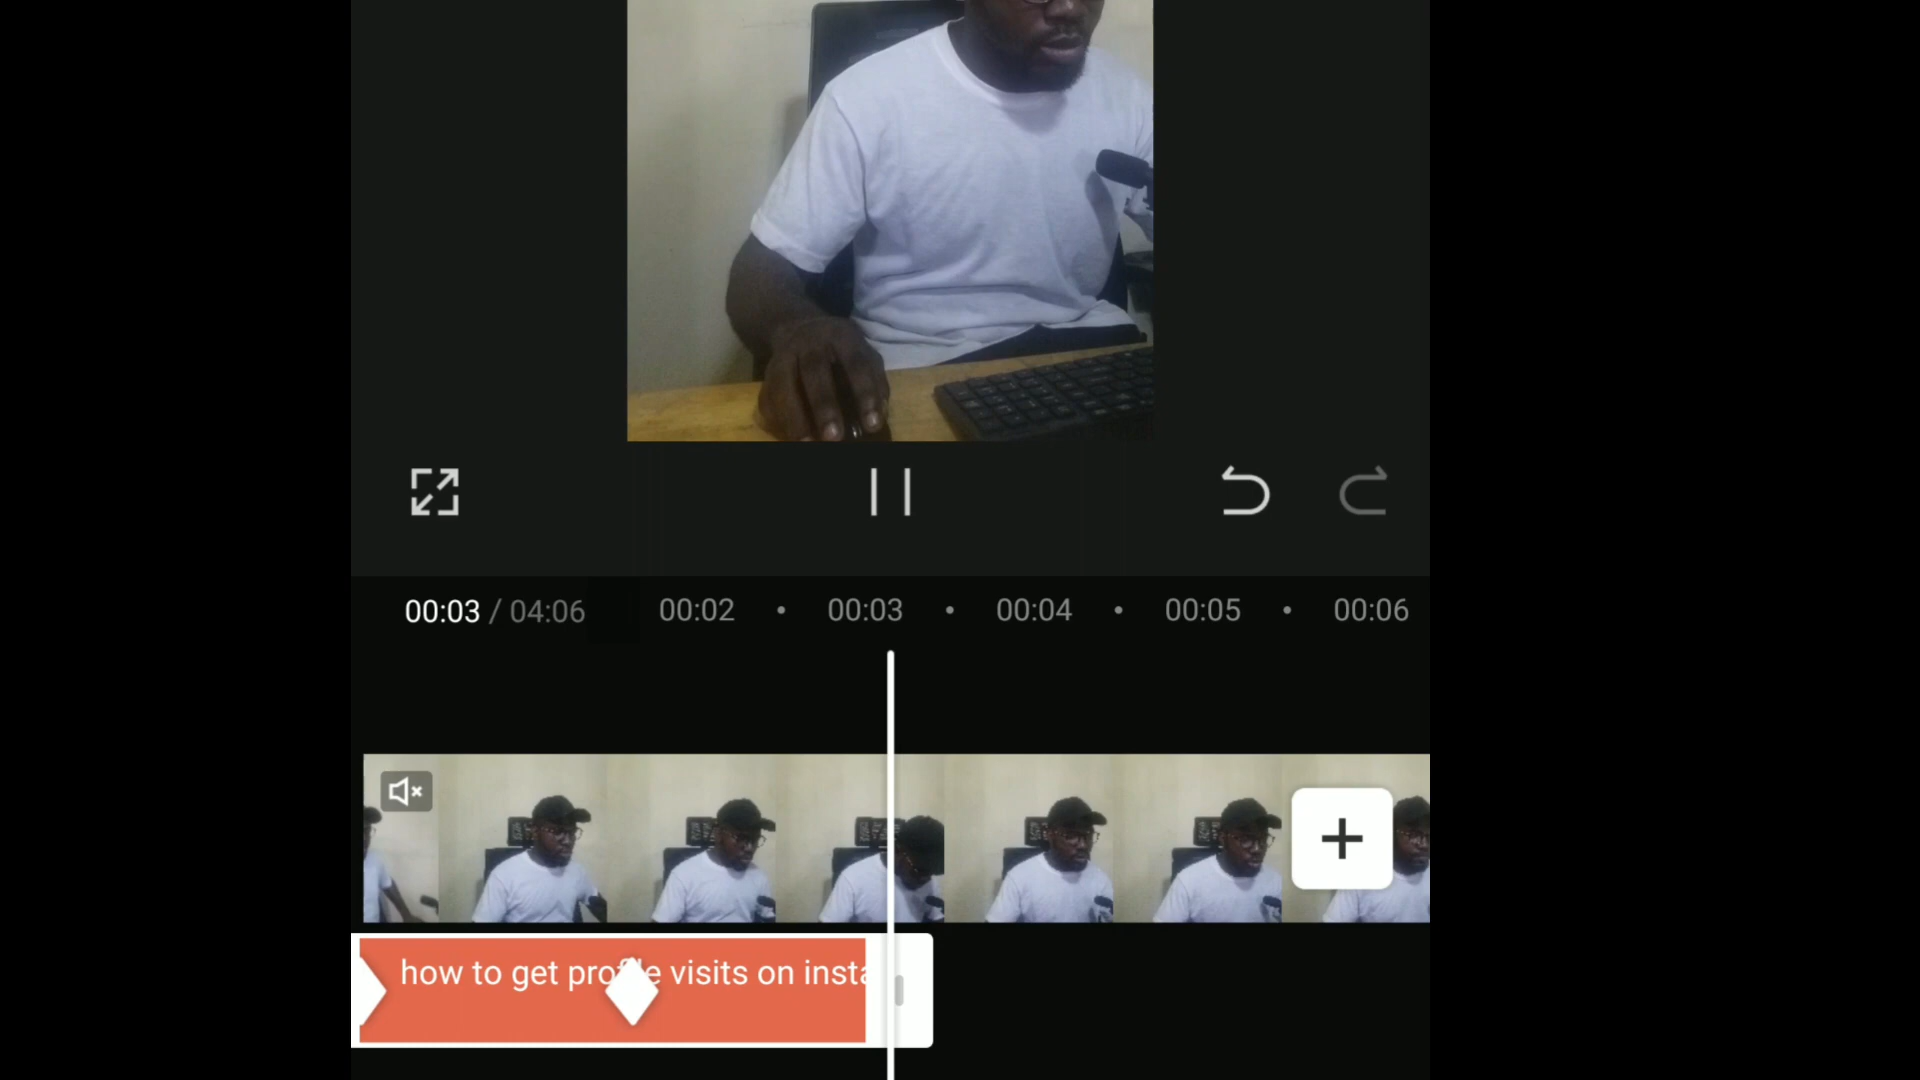 00:03 / 04:06 00:02 • 00:03 • 00:04 • 00:05 • 00:06
how to get profile visits on insta